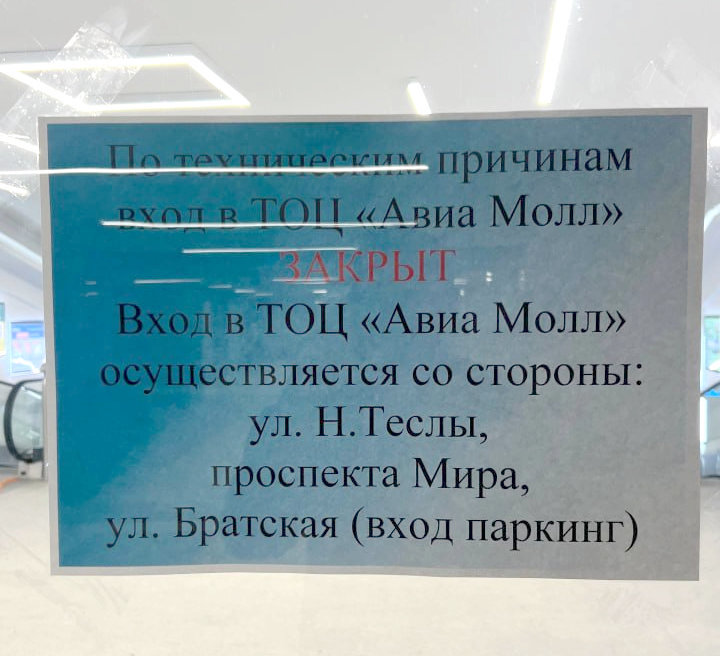 По техническим причинам
вход в ТОЦ «Авиа Молл»
ЗАКРЫТ
Вход в ТОЦ «Авиа Молл»
осуществляется со стороны:
ул. Н.Теслы,
проспекта Мира,
ул. Братская (вход паркинг)